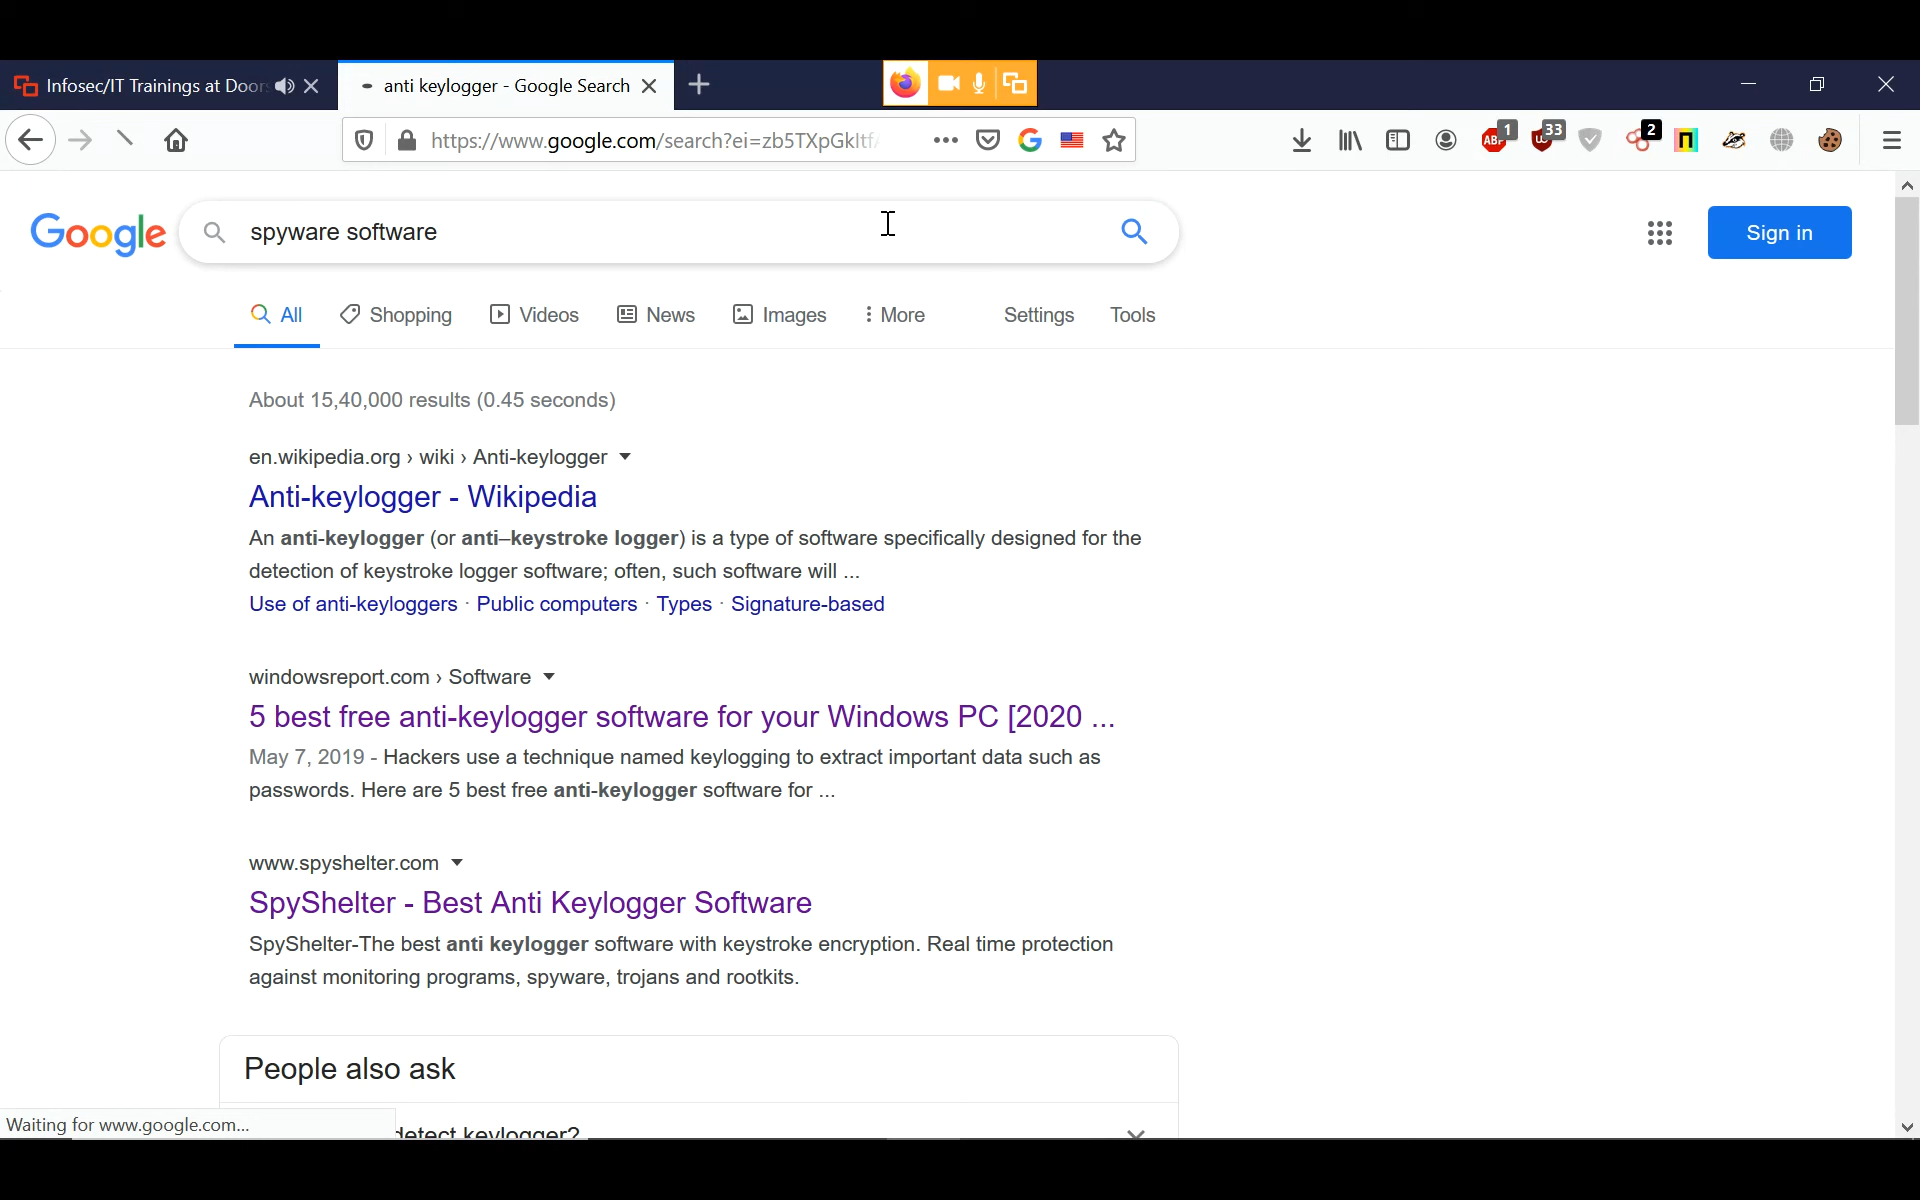 Infosec/IT Trainings at Door
anti keylogger - Google Search
https://www.google.com/search?ei=zb5TXpGkItf
ABP 1
33
2
Google
spyware software
Sign in
All
Shopping
Videos
News
Images
More
Settings
Tools
About 15,40,000 results (0.45 seconds)
en.wikipedia.org › wiki › Anti-keylogger
Anti-keylogger - Wikipedia
An anti-keylogger (or anti–keystroke logger) is a type of software specifically designed for the
detection of keystroke logger software; often, such software will ...
Use of anti-keyloggers · Public computers · Types · Signature-based
windowsreport.com › Software
5 best free anti-keylogger software for your Windows PC [2020 ...
May 7, 2019 - Hackers use a technique named keylogging to extract important data such as
passwords. Here are 5 best free anti-keylogger software for ...
www.spyshelter.com
SpyShelter - Best Anti Keylogger Software
SpyShelter-The best anti keylogger software with keystroke encryption. Real time protection
against monitoring programs, spyware, trojans and rootkits.
People also ask
detect keylogger?
Waiting for www.google.com...